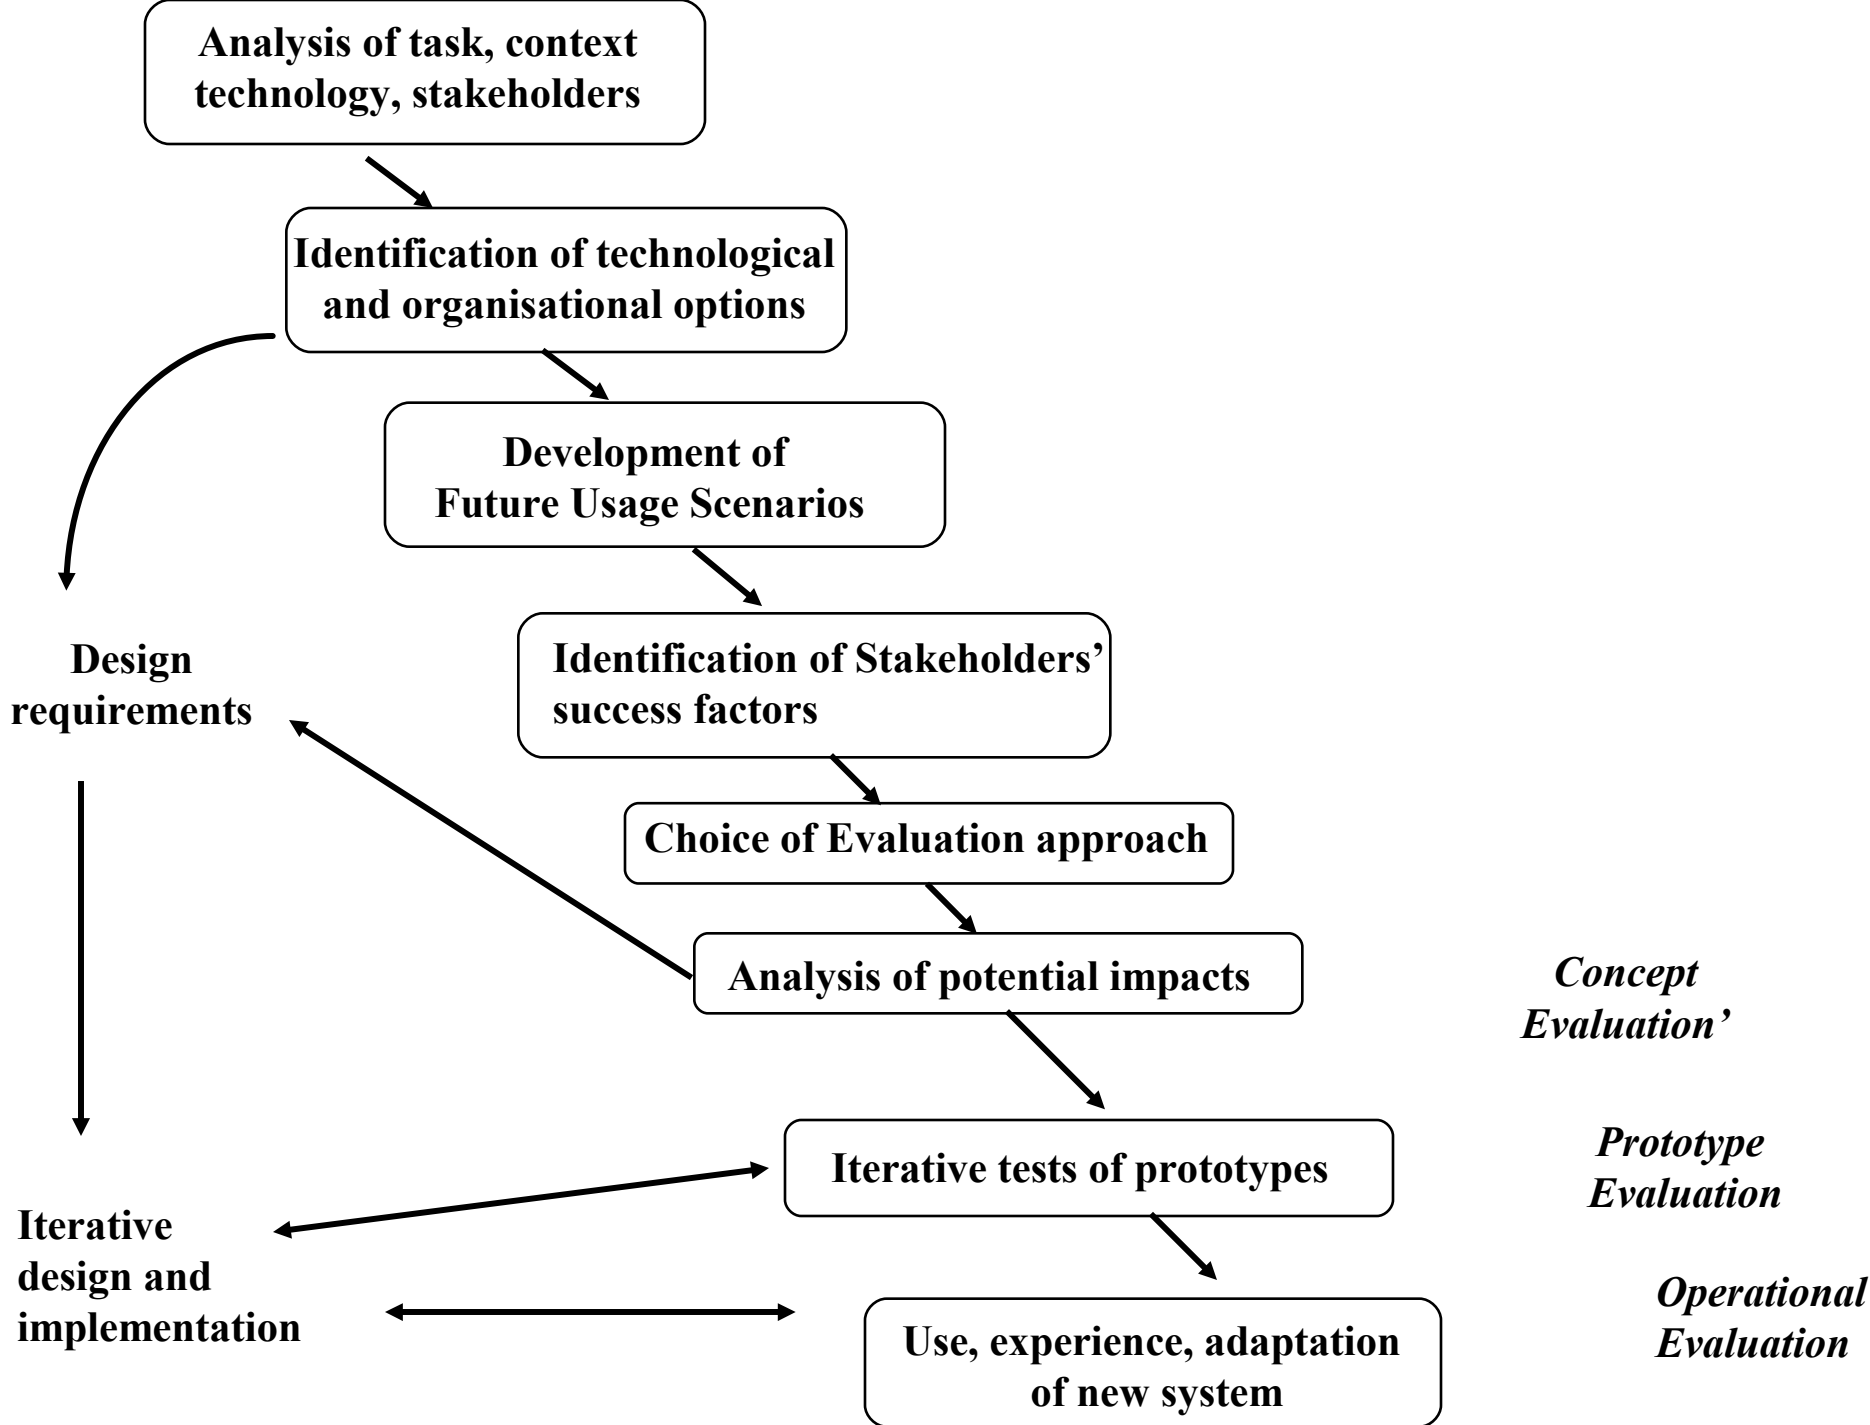 Analysis of task, context
technology, stakeholders
Identification of technological
and organisational options
Development of
Future Usage Scenarios
Design
requirements
Identification of Stakeholders’
success factors
Choice of Evaluation approach
Analysis of potential impacts
Concept
Evaluation’
Iterative tests of prototypes
Prototype
Evaluation
Iterative
design and
implementation
Use, experience, adaptation
of new system
Operational
Evaluation